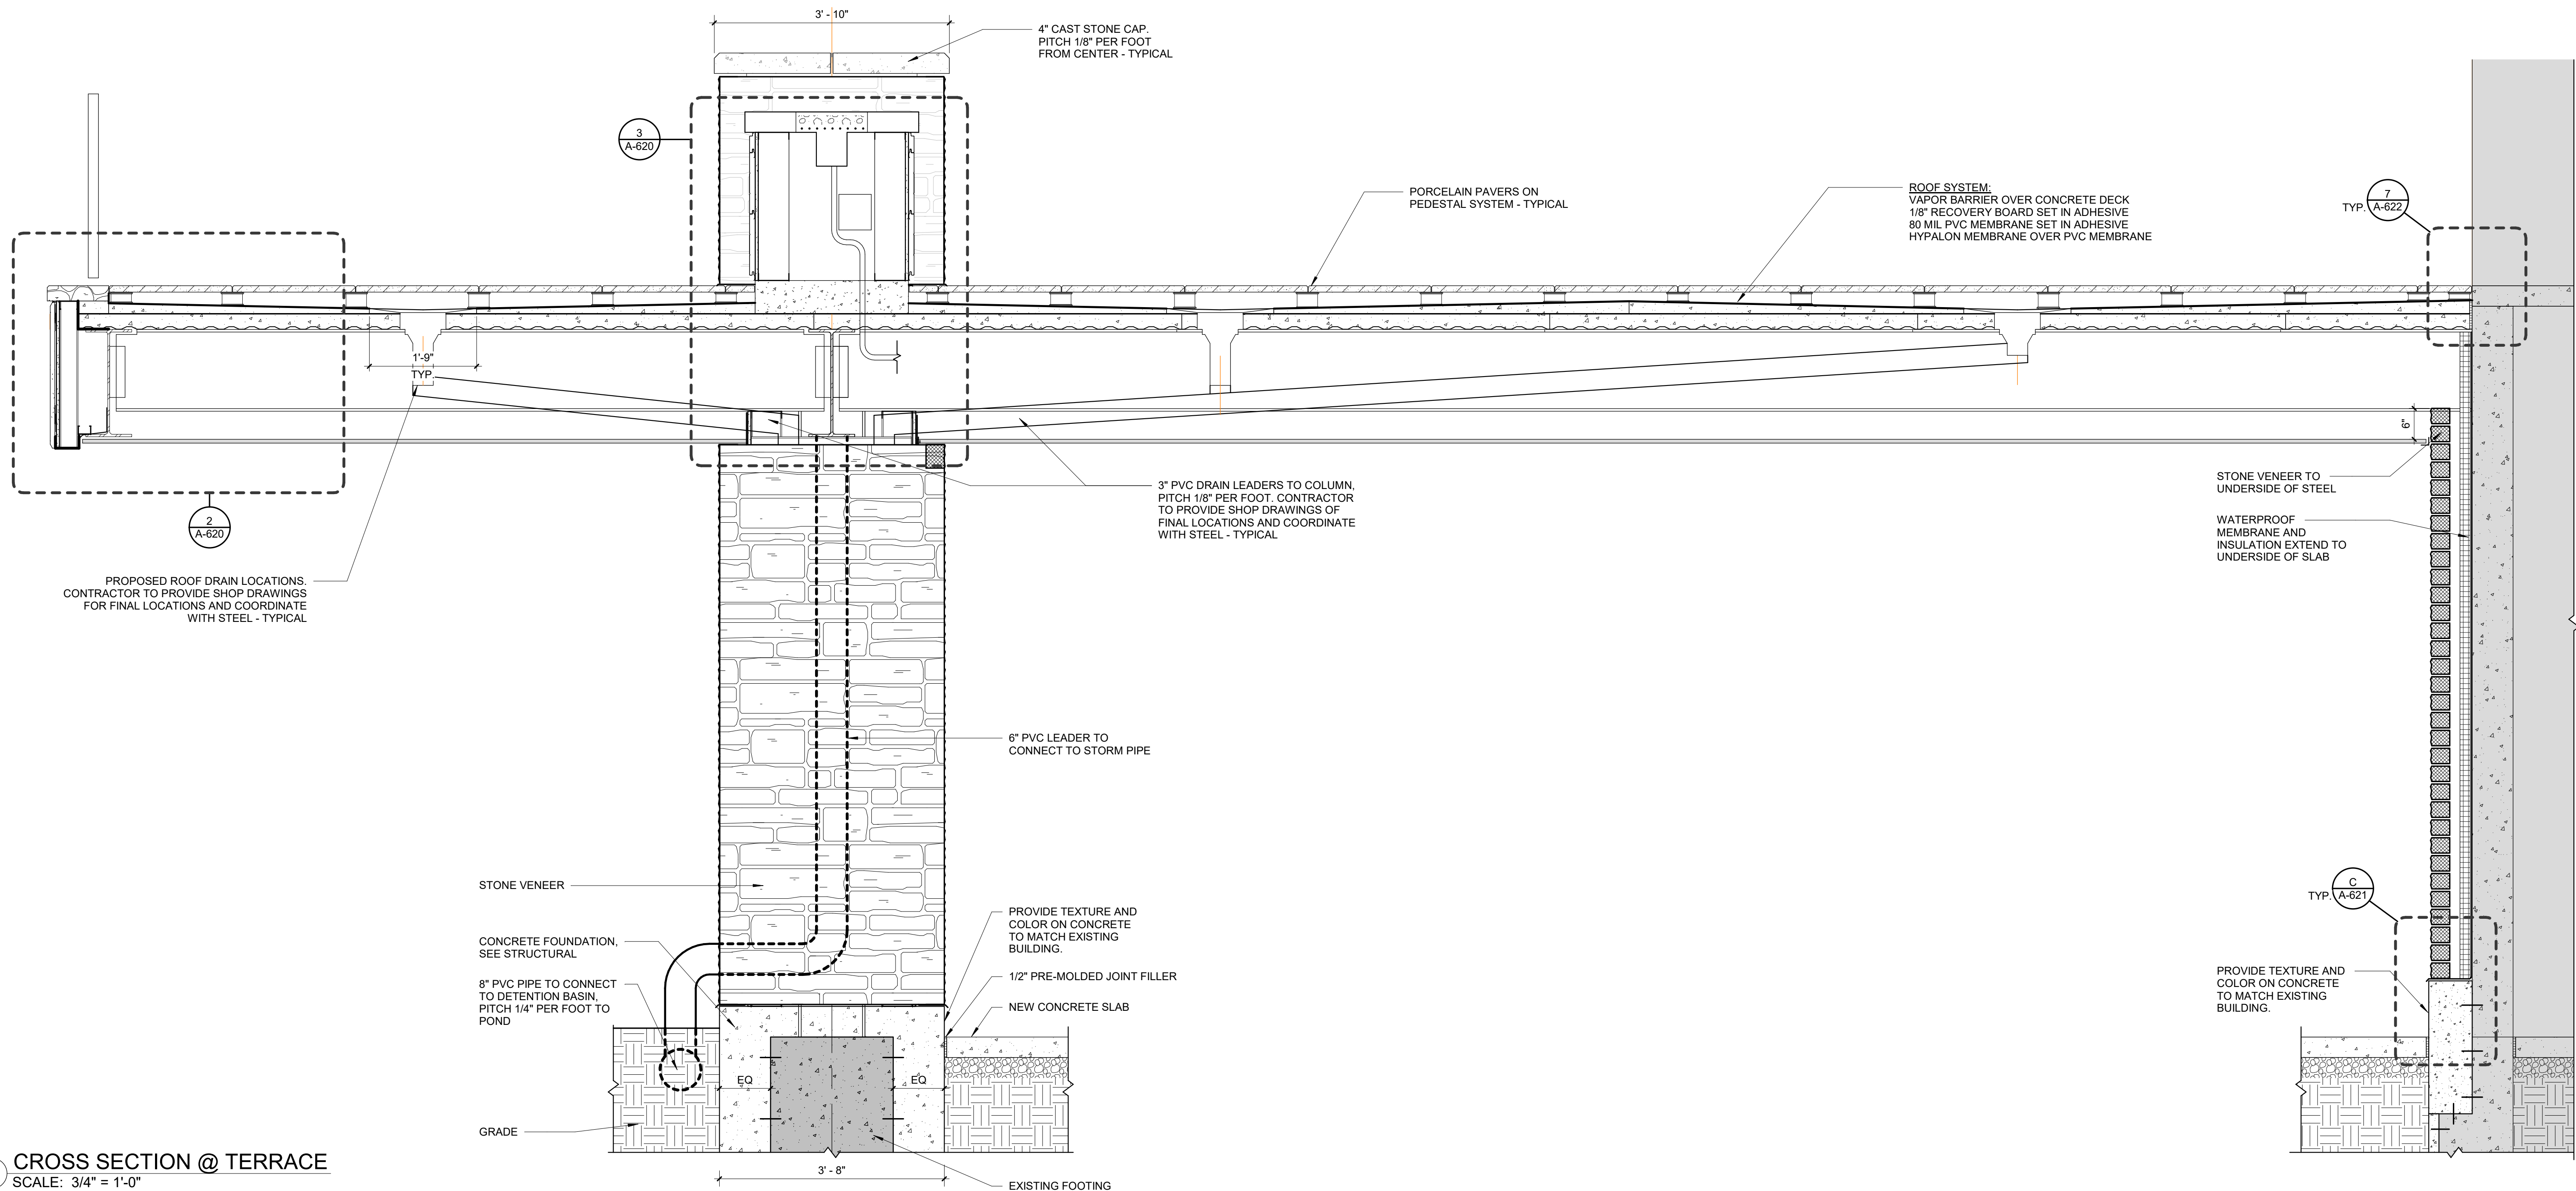 3' - 10"
4" CAST STONE CAP.
PITCH 1/8" PER FOOT
FROM CENTER - TYPICAL
3
A-620
PORCELAIN PAVERS ON
PEDESTAL SYSTEM - TYPICAL
ROOF SYSTEM:
VAPOR BARRIER OVER CONCRETE DECK
1/8" RECOVERY BOARD SET IN ADHESIVE
80 MIL PVC MEMBRANE SET IN ADHESIVE
HYPALON MEMBRANE OVER PVC MEMBRANE
TYP.
7
A-622
1'-9"
TYP.
6"
2
A-620
3" PVC DRAIN LEADERS TO COLUMN,
PITCH 1/8" PER FOOT. CONTRACTOR
TO PROVIDE SHOP DRAWINGS OF
FINAL LOCATIONS AND COORDINATE
WITH STEEL - TYPICAL
STONE VENEER TO
UNDERSIDE OF STEEL
WATERPROOF
MEMBRANE AND
INSULATION EXTEND TO
UNDERSIDE OF SLAB
PROPOSED ROOF DRAIN LOCATIONS.
CONTRACTOR TO PROVIDE SHOP DRAWINGS
FOR FINAL LOCATIONS AND COORDINATE
WITH STEEL - TYPICAL
6" PVC LEADER TO
CONNECT TO STORM PIPE
STONE VENEER
CONCRETE FOUNDATION,
SEE STRUCTURAL
8" PVC PIPE TO CONNECT
TO DETENTION BASIN,
PITCH 1/4" PER FOOT TO
POND
PROVIDE TEXTURE AND
COLOR ON CONCRETE
TO MATCH EXISTING
BUILDING.
1/2" PRE-MOLDED JOINT FILLER
NEW CONCRETE SLAB
TYP.
C
A-621
PROVIDE TEXTURE AND
COLOR ON CONCRETE
TO MATCH EXISTING
BUILDING.
EQ
EQ
GRADE
3' - 8"
EXISTING FOOTING
CROSS SECTION @ TERRACE
SCALE: 3/4" = 1'-0"